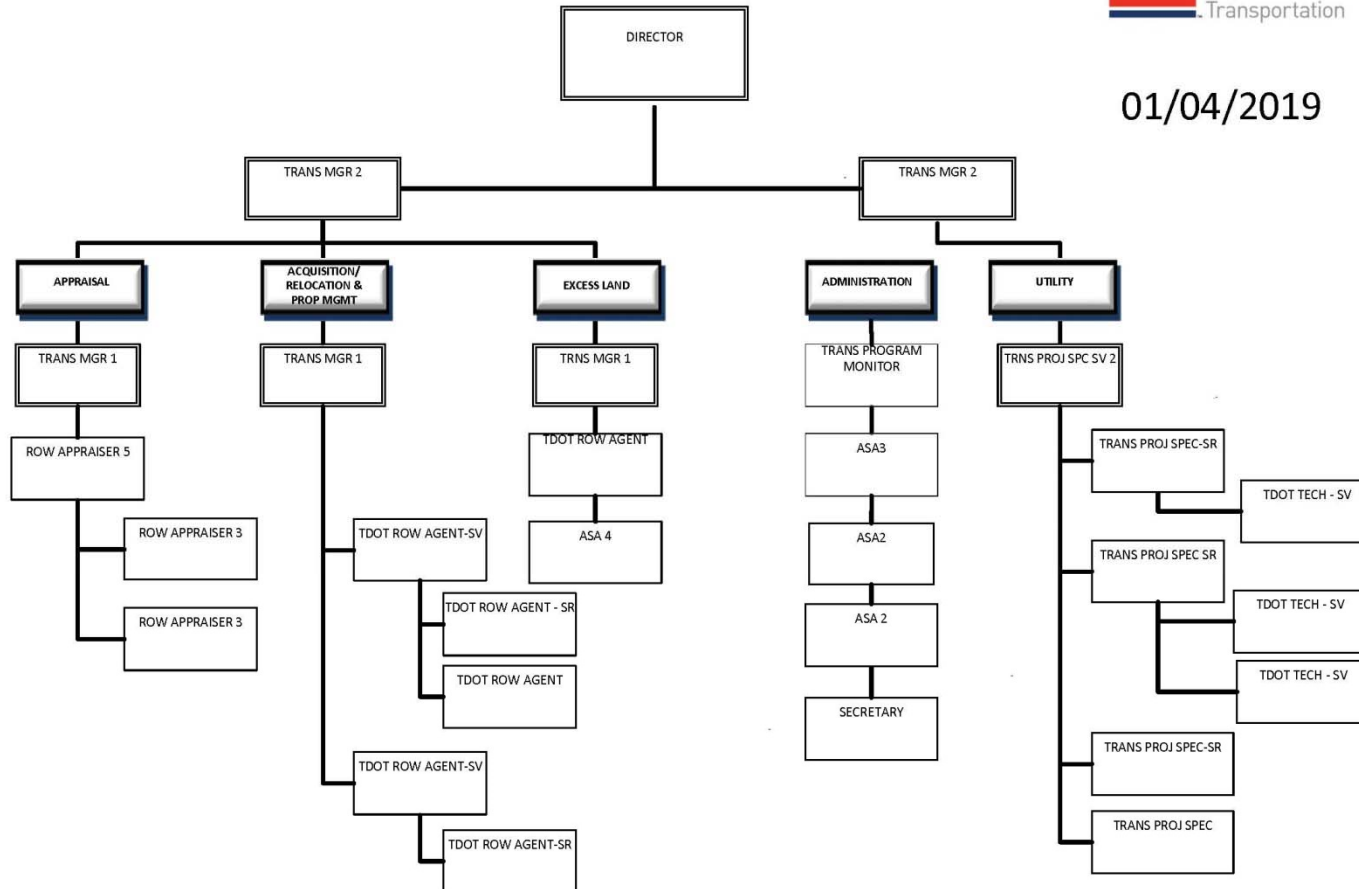 Transportation
01/04/2019
DIRECTOR
TRANS MGR 2
TRANS MGR 2
APPRAISAL
ACQUISITION/
RELOCATION &
PROP MGMT
EXCESS LAND
ADMINISTRATION
UTILITY
TRANS MGR 1
TRANS MGR 1
TRNS MGR 1
TRANS PROGRAM
MONITOR
TRNS PROJ SPC SV 2
ROW APPRAISER 5
ROW APPRAISER 3
ROW APPRAISER 3
TDOT ROW AGENT-SV
TDOT ROW AGENT - SR
TDOT ROW AGENT
TDOT ROW AGENT-SV
TDOT ROW AGENT-SR
TDOT ROW AGENT
ASA 4
ASA3
ASA2
ASA 2
SECRETARY
TRANS PROJ SPEC-SR
TDOT TECH - SV
TRANS PROJ SPEC SR
TDOT TECH - SV
TDOT TECH - SV
TRANS PROJ SPEC-SR
TRANS PROJ SPEC